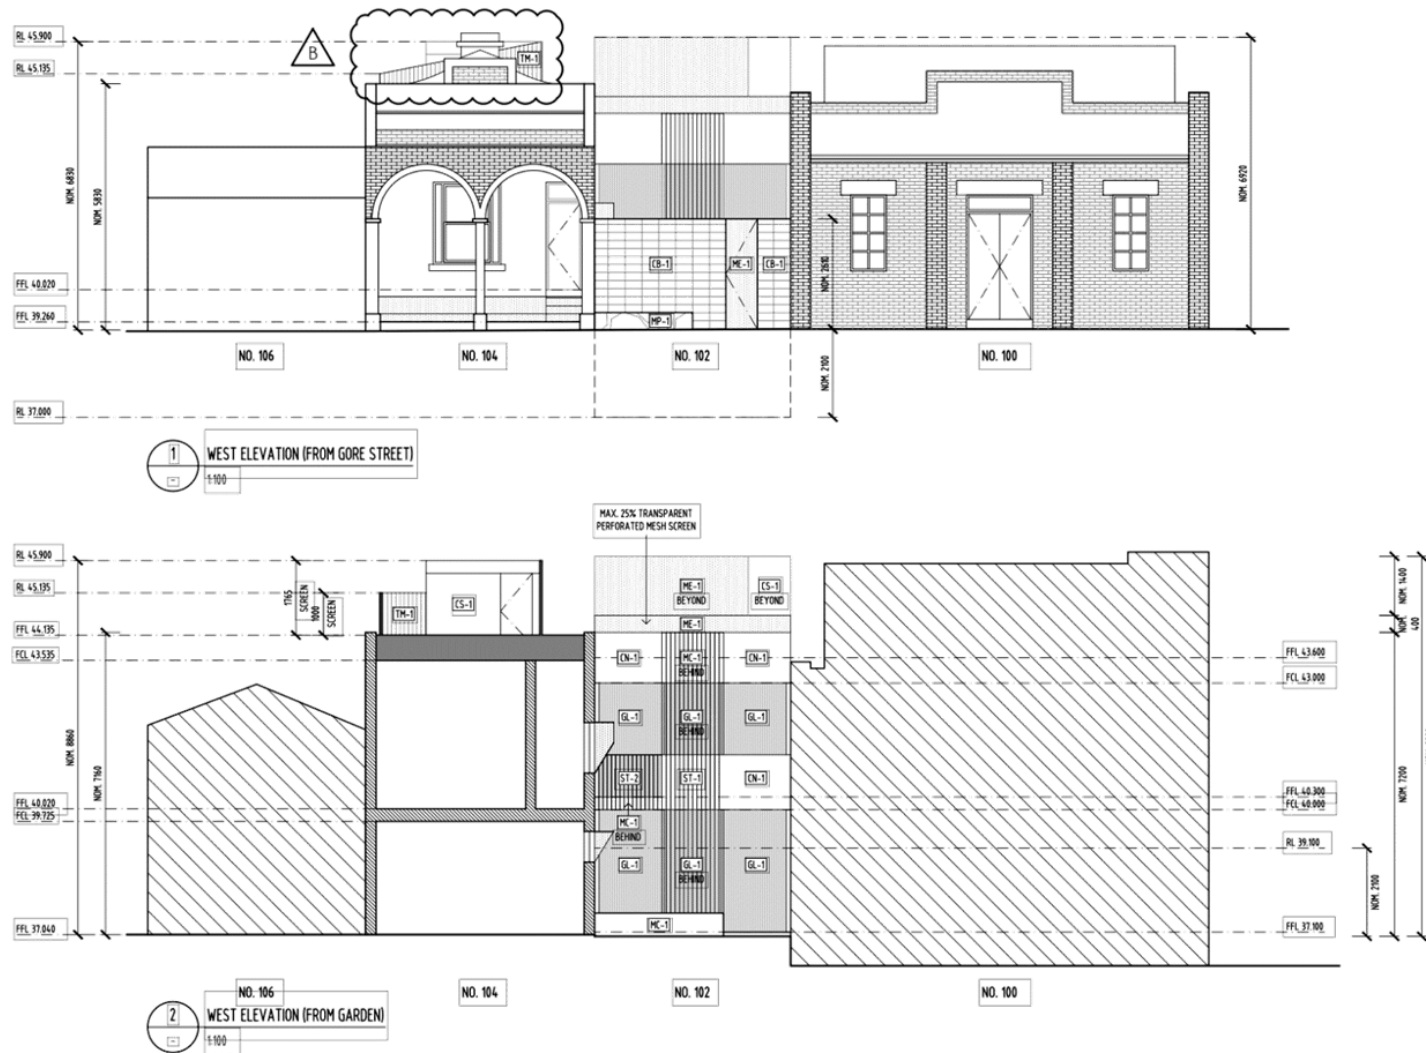 RL 45.900
RL 45.135
B
TM-1
NOM. 6830
NOM. 5830
NOM. 6920
FFL 40.020
FFL 39.260
CB-1
ME-1
CB-1
MP-1
NOM. 2610
NO. 106
NO. 104
NO. 102
NO. 100
NOM. 2100
RL 37.000
1
WEST ELEVATION (FROM GORE STREET)
-
1:100
MAX. 25% TRANSPARENT
PERFORATED MESH SCREEN
RL 45.900
RL 45.135
FFL 44.135
FCL 43.535
1765
SCREEN
1000
SCREEN
TM-1
CS-1
ME-1
BEYOND
CS-1
BEYOND
ME-1
NOM. 1400
NOM.
400
CN-1
MC-1
BEHIND
CN-1
FFL 43.600
FCL 43.000
GL-1
GL-1
BEHIND
GL-1
NOM. 8860
NOM. 7160
NOM. 7200
ST-2
ST-1
CN-1
FFL 40.020
FCL 39.725
FFL 40.300
FCL 40.000
MC-1
BEHIND
RL 39.100
GL-1
GL-1
BEHIND
GL-1
NOM. 2100
MC-1
FFL 37.040
FFL 37.100
NO. 106
NO. 104
NO. 102
NO. 100
2
WEST ELEVATION (FROM GARDEN)
-
1:100